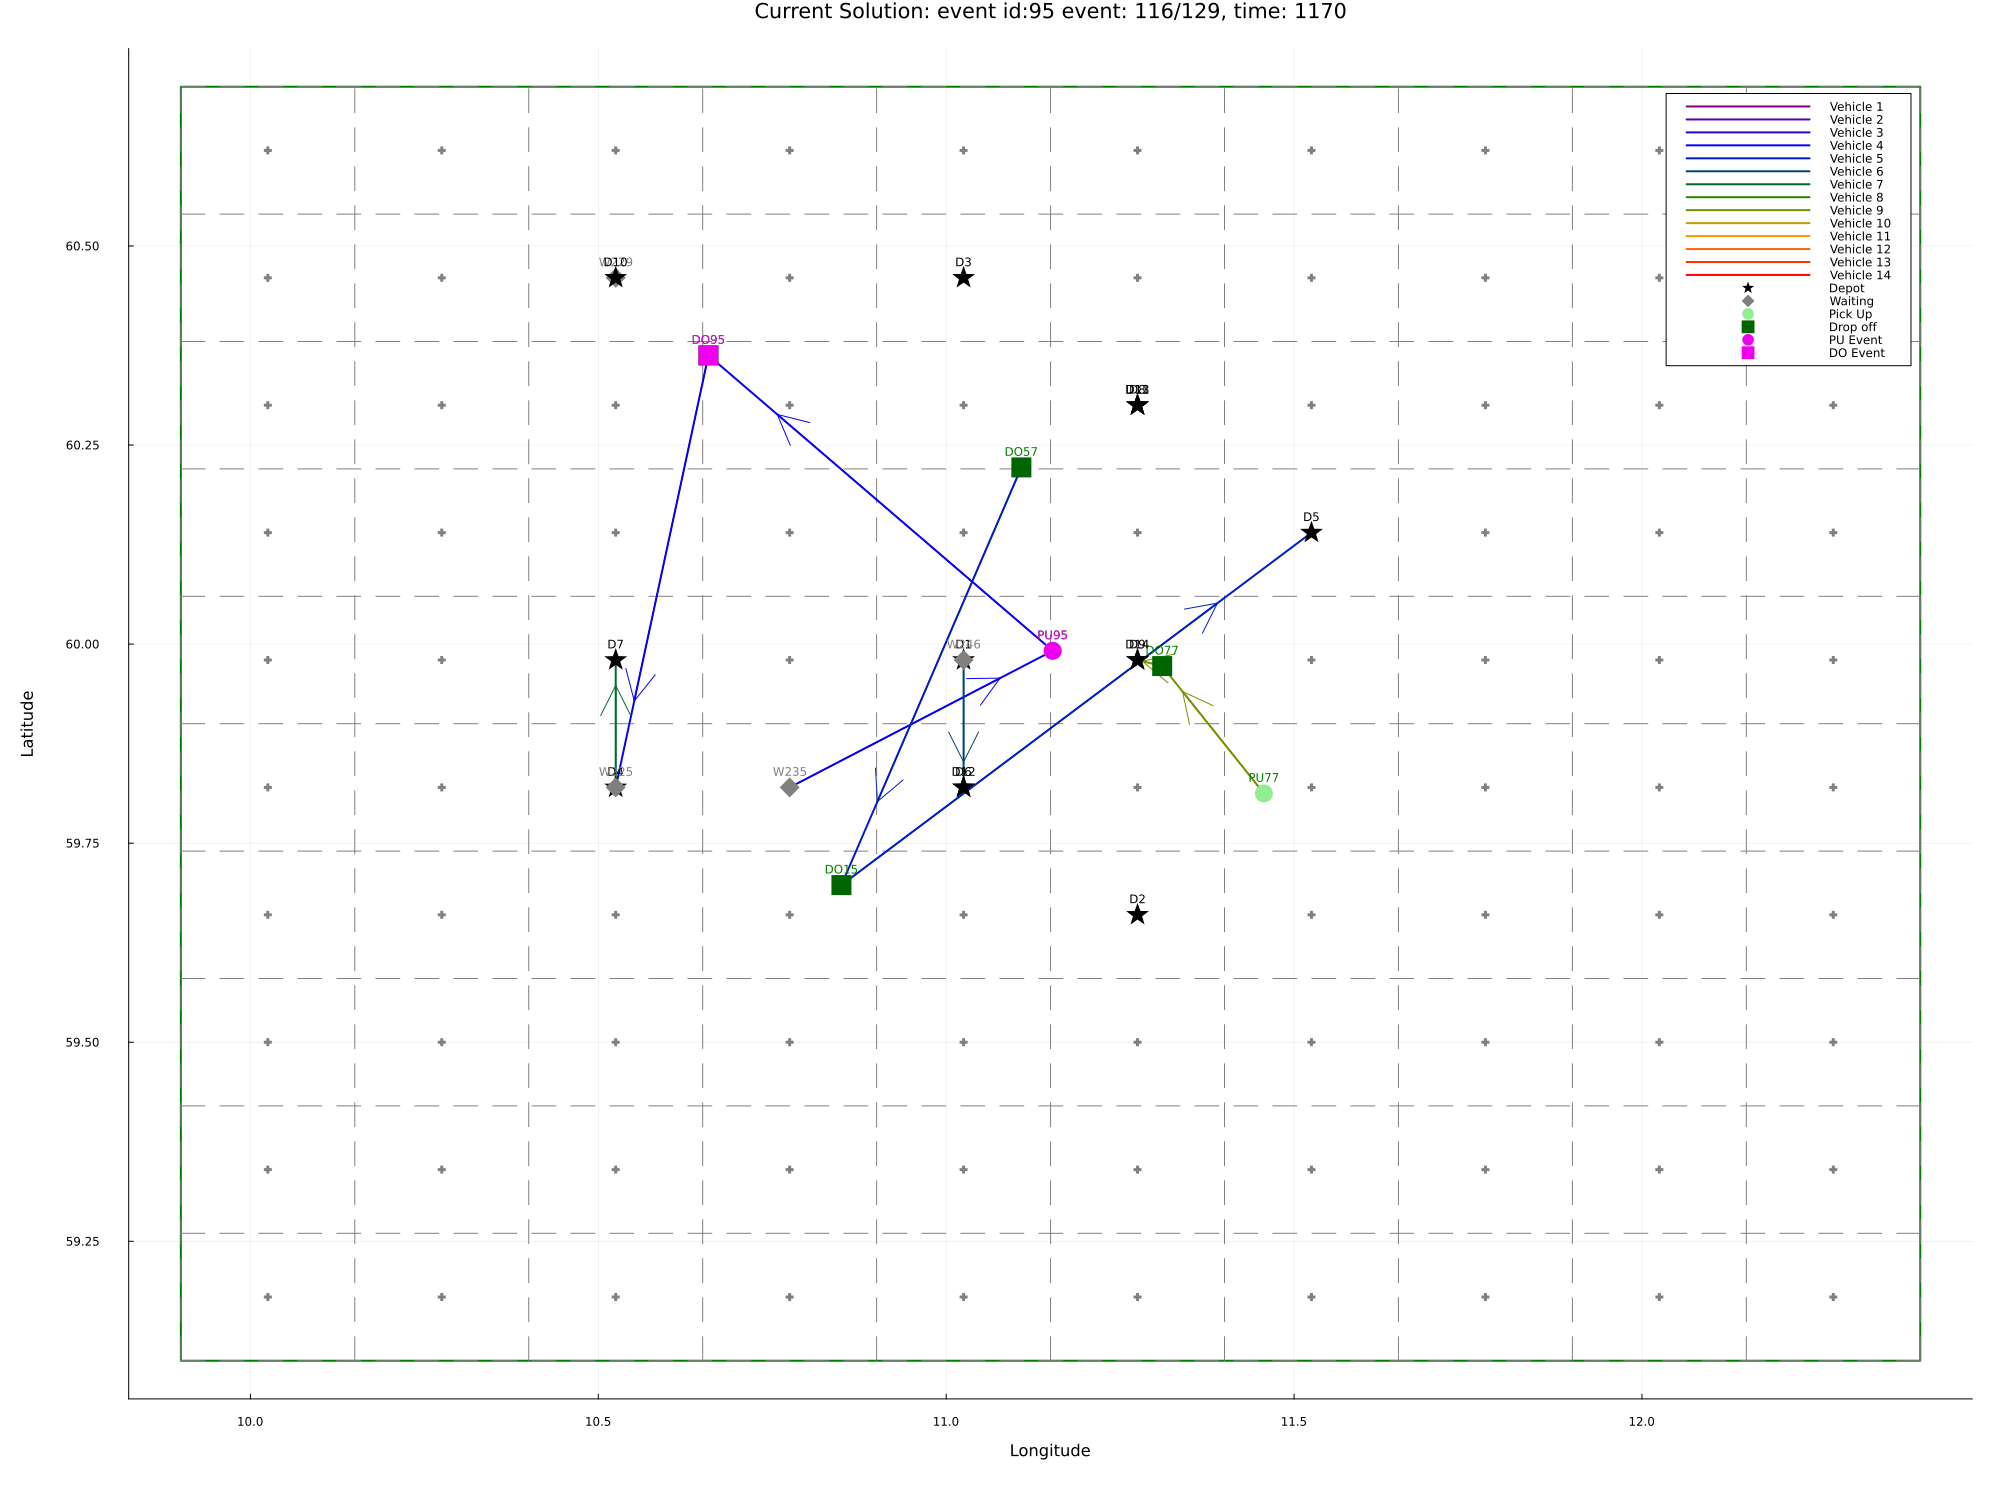 Current Solution: event id:95 event: 116/129, time: 1170
Vehicle 1
Vehicle 2
Vehicle 3
Vehicle 4
Vehicle 5
Vehicle 6
Vehicle 7
Vehicle 8
Vehicle 9
Vehicle 10
Vehicle 11
Vehicle 12
Vehicle 13
Vehicle 14
Depot
Waiting
Pick Up
Drop off
PU Event
DO Event
60.50
60.25
60.00
59.75
59.50
59.25
Latitude
D10
D3
DO95
DO57
D5
D7
D1
PU95
DO77
W235
PU77
DO15
D2
10.0
10.5
11.0
11.5
12.0
Longitude